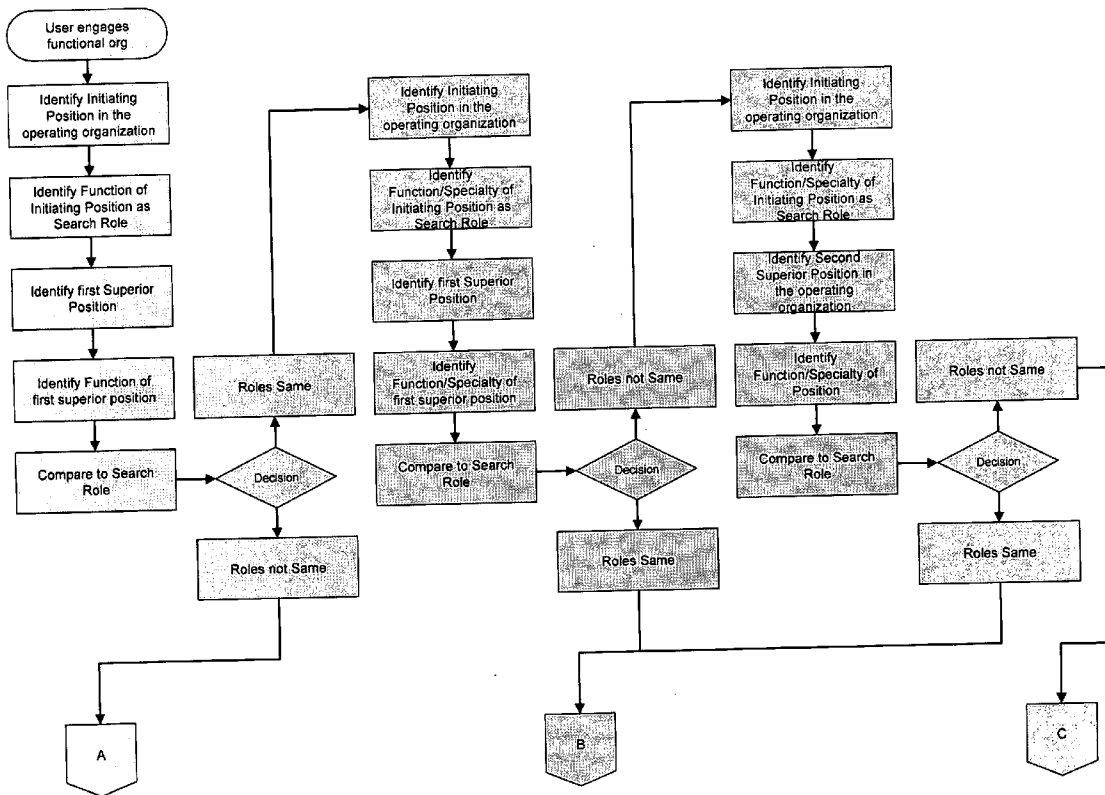 User engages
functional org
Identify Initiating
Position in the
operating organization
Identify Function of
Initiating Position as
Search Role
Identify first Superior
Position
Identify Function of
first superior position
Compare to Search
Role
Decision
Roles Same
Roles not Same
A
Identify Initiating
Position in the
operating organization
Identify
Function/Specialty of
Initiating Position as
Search Role
Identify first Superior
Position
Identify
Function/Specialty of
first superior position
Compare to Search
Role
Decision
Roles not Same
Roles Same
B
Identify Initiating
Position in the
operating organization
Identify
Function/Specialty of
Initiating Position as
Search Role
Identify Second
Superior Position in
the operating
organization
Identify
Function/Specialty of
Position
Compare to Search
Role
Decision
Roles not Same
Roles Same
C